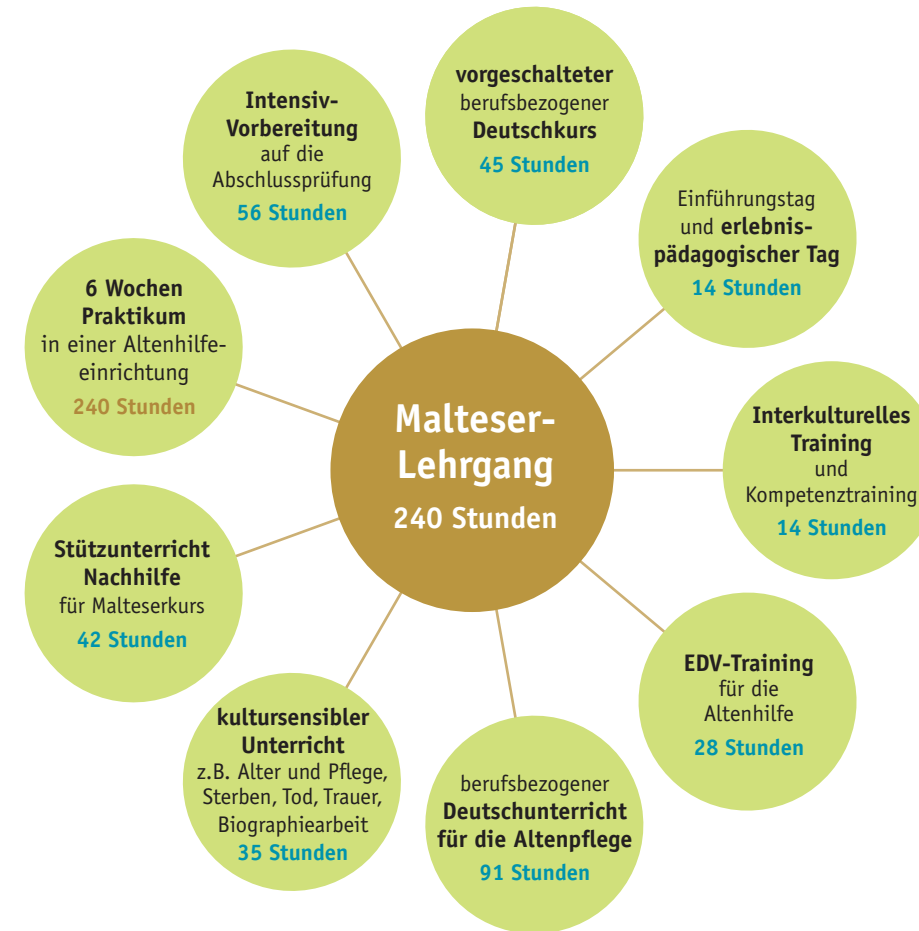 Malteser-
Lehrgang
240 Stunden
vorgeschalteter
berufsbezogener
Deutschkurs
45 Stunden
Einführungstag
und erlebnis-
pädagogischer Tag
14 Stunden
Interkulturelles
Training
und
Kompetenztraining
14 Stunden
EDV-Training
für die
Altenhilfe
28 Stunden
berufsbezogener
Deutschunterricht
für die Altenpflege
91 Stunden
kultursensibler
Unterricht
z.B. Alter und Pflege,
Sterben, Tod, Trauer,
Biographiearbeit
35 Stunden
Stützunterricht
Nachhilfe
für Malteserkurs
42 Stunden
6 Wochen
Praktikum
in einer Altenhilfe-
einrichtung
240 Stunden
Intensiv-
Vorbereitung
auf die
Abschlussprüfung
56 Stunden